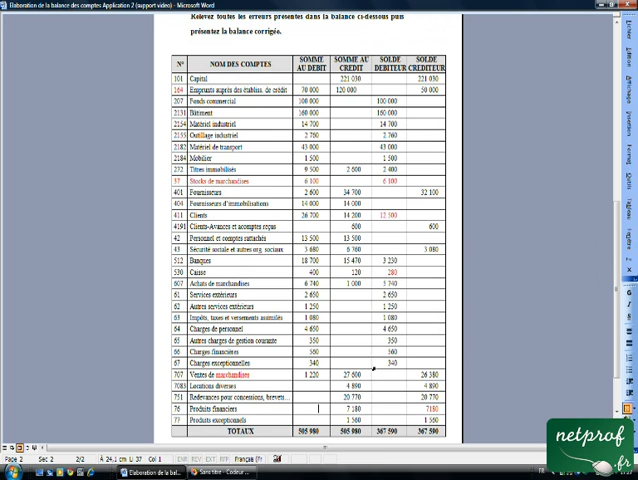 Elaboration de la balance des comptes Application 2 (support video) - Microsoft Word
Relevez toutes les erreurs présentes dans la balance ci-dessous puis
présentez la balance corrigée.
N° NOM DES COMPTES SOMME AU DEBIT SOMME AU CREDIT SOLDE DEBITEUR SOLDE CREDITEUR
101 Capital 221 030 221 030
164 Emprunts auprès des établis. de crédit 70 000 120 000 50 000
207 Fonds commercial 100 000 100 000
2131 Bâtiment 160 000 160 000
2154 Matériel industriel 14 700 14 700
2155 Outillage industriel 2 760 2 760
2182 Matériel de transport 43 000 43 000
2184 Mobilier 1 500 1 500
272 Titres immobilisés 9 500 2 600 2 400
37 Stocks de marchandises 6 100 6 100
401 Fournisseurs 2 600 34 700 32 100
404 Fournisseurs d'immobilisations 14 000 14 000
411 Clients 26 700 14 200 12 500
4191 Clients-Avances et acomptes reçus 600 600
42 Personnel et comptes rattachés 13 500 13 500
43 Sécurité sociale et autres org. sociaux 3 680 6 760 3 080
512 Banques 18 700 15 470 3 230
530 Caisse 400 120 280
607 Achats de marchandises 6 740 1 000 5 740
61 Services extérieurs 2 650 2 650
62 Autres services extérieurs 1 250 1 250
63 Impôts, taxes et versements assimilés 1 080 1 080
64 Charges de personnel 4 650 4 650
65 Autres charges de gestion courante 350 350
66 Charges financières 560 560
67 Charges exceptionnelles 340 340
707 Ventes de marchandises 1 220 27 600 26 380
7083 Locations diverses 4 890 4 890
751 Redevances pour concessions, brevets... 20 770 20 770
76 Produits financiers 7 180 7180
77 Produits exceptionnels 1 560 1 560
TOTAUX 505 980 505 980 367 590 367 590
netprof
.fr
Page 2 Sec 2 2/2 À 24,1 cm Li 37 Col 1 ENR REV EXT RFP Français (Fr
Elaboration de la bal...
Sans titre - Codeur ...
FR